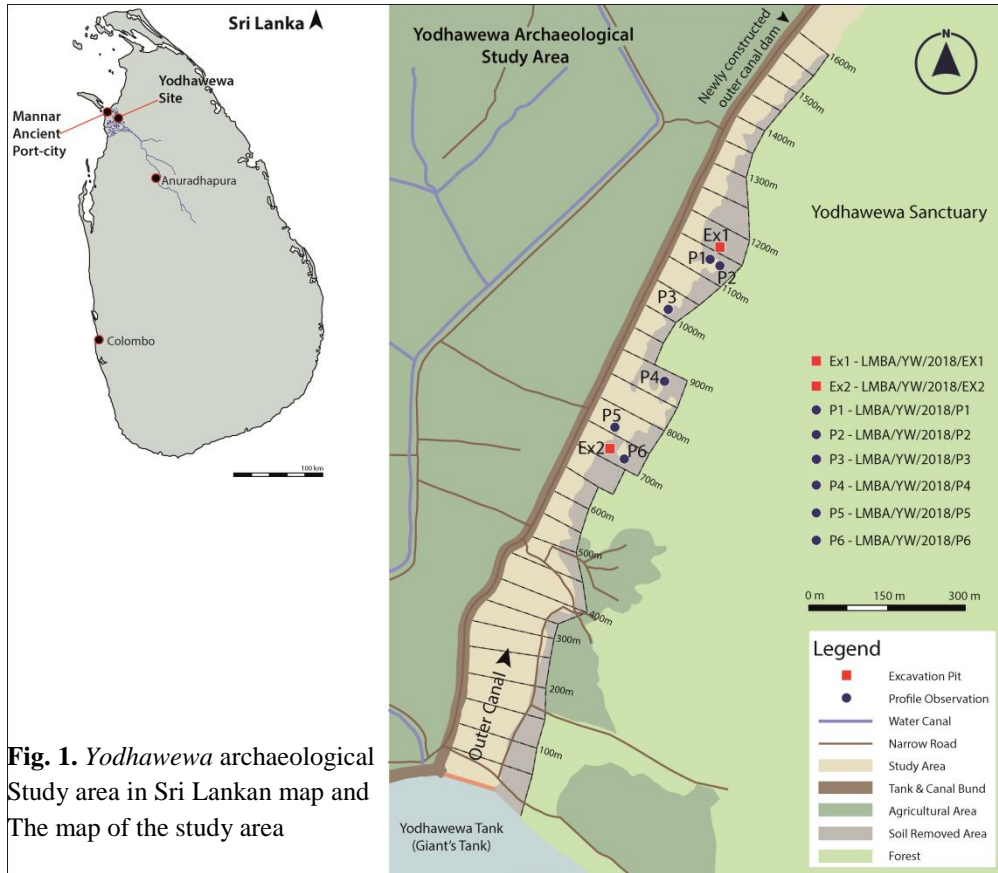 Sri Lanka
Yodhawewa
Site
Mannar
Ancient
Port-city
Anuradhapura
Colombo
100 km
Fig. 1. Yodhawewa archaeological
Study area in Sri Lankan map and
The map of the study area
Yodhawewa Archaeological
Study Area
Newly constructed
outer canal dam
N
1600m
1500m
1400m
1300m
Yodhawewa Sanctuary
1200m
Ex1
P1
P2
1100m
P3
1000m
P4
900m
P5
800m
Ex2
P6
700m
600m
500m
400m
300m
200m
100m
Outer Canal
Yodhawewa Tank
(Giant's Tank)
Ex1 - LMBA/YW/2018/EX1
Ex2 - LMBA/YW/2018/EX2
P1 - LMBA/YW/2018/P1
P2 - LMBA/YW/2018/P2
P3 - LMBA/YW/2018/P3
P4 - LMBA/YW/2018/P4
P5 - LMBA/YW/2018/P5
P6 - LMBA/YW/2018/P6
0 m 150 m 300 m
Legend
Excavation Pit
Profile Observation
Water Canal
Narrow Road
Study Area
Tank & Canal Bund
Agricultural Area
Soil Removed Area
Forest